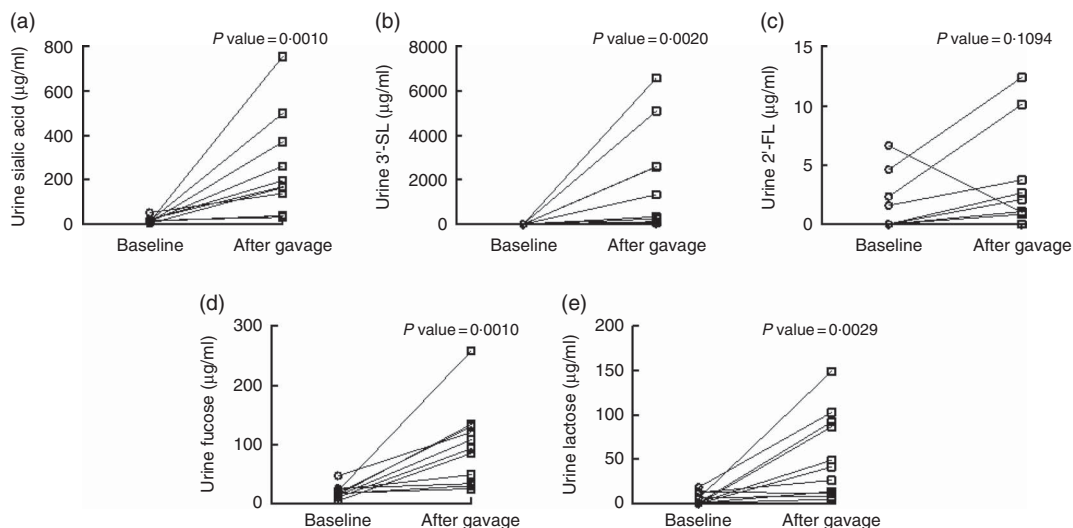 (a)
P value=0·0010
Urine sialic acid (μg/ml)
800
600
400
200
0
Baseline
After gavage
(b)
P value=0·0020
Urine 3'-SL (μg/ml)
8000
6000
4000
2000
0
Baseline
After gavage
(c)
P value=0·1094
Urine 2'-FL (μg/ml)
15
10
5
0
Baseline
After gavage
(d)
P value=0·0010
Urine fucose (μg/ml)
300
200
100
0
Baseline
After gavage
(e)
P value=0·0029
Urine lactose (μg/ml)
200
150
100
50
0
Baseline
After gavage